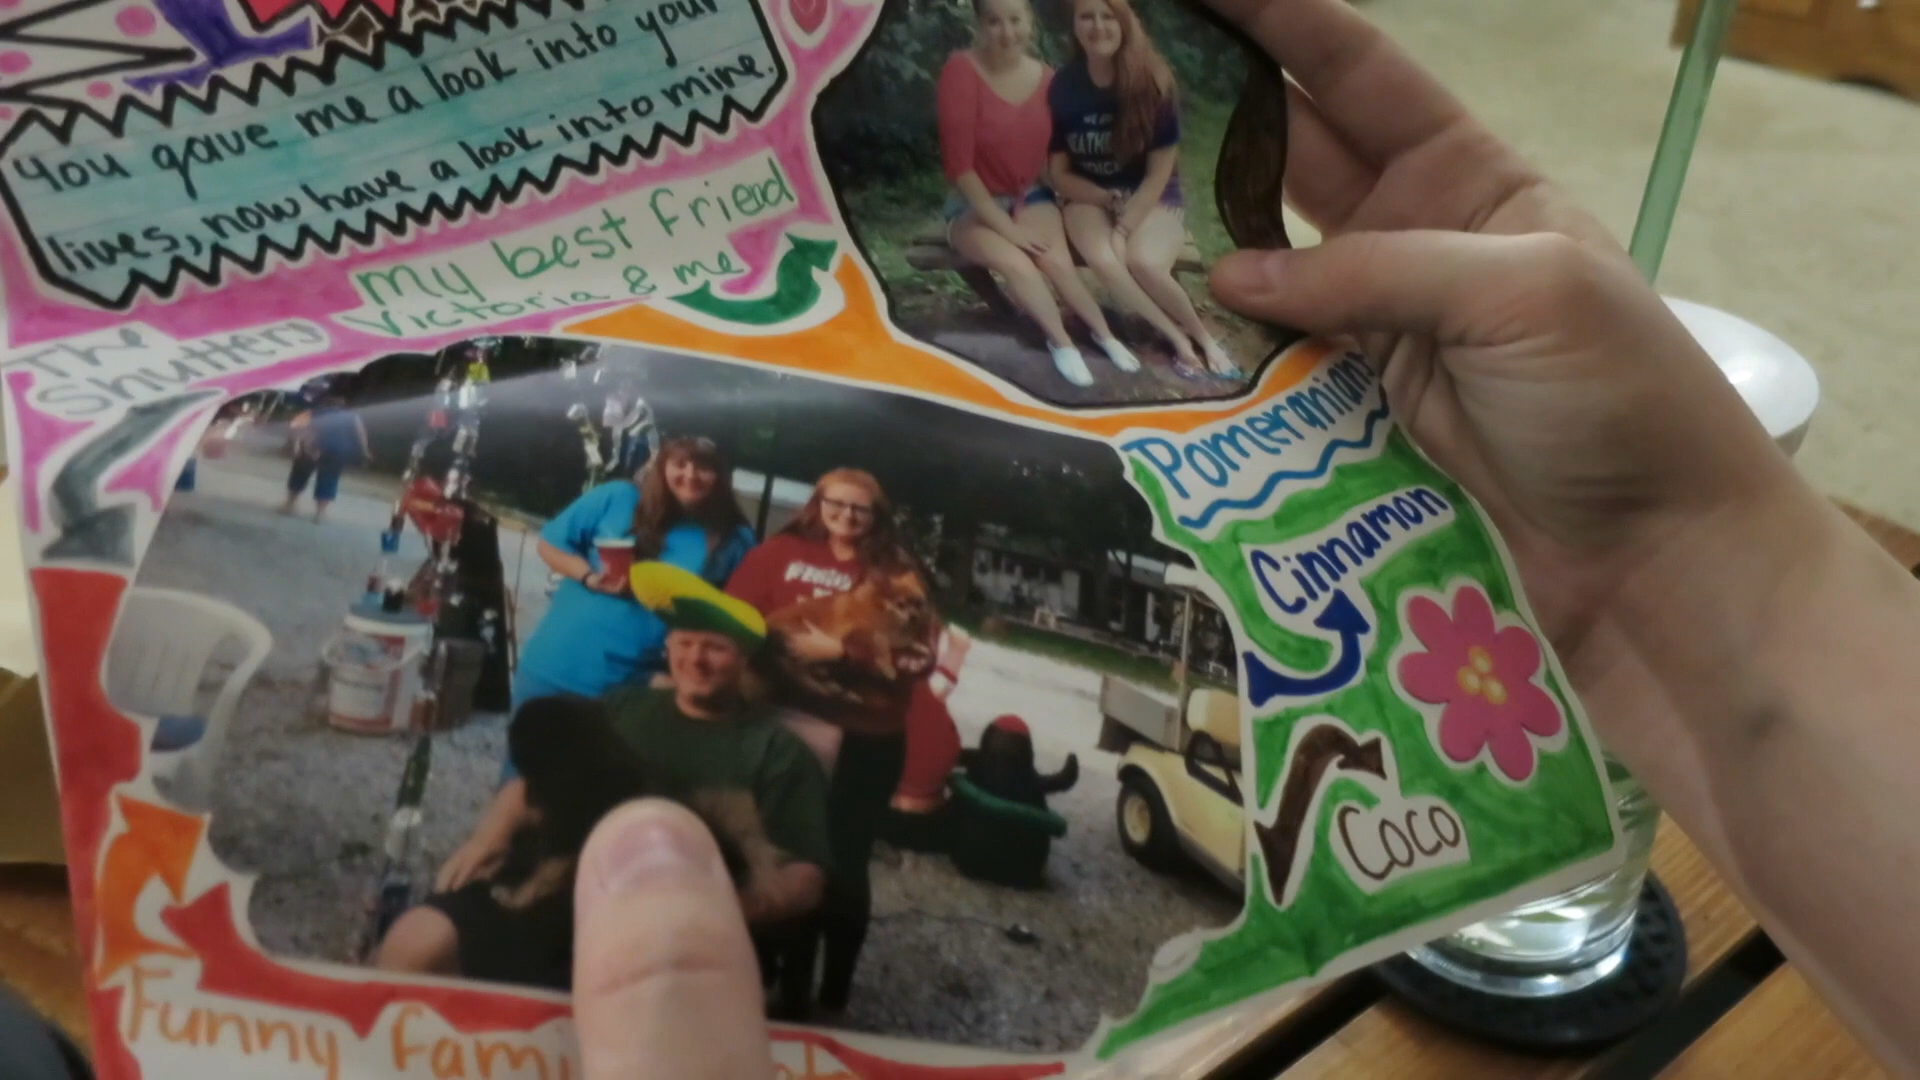 You gave me a look into your
lives, now have a look into mine.
my best friend
Victoria & me
The
Shutters
Pomeranians
Cinnamon
Coco
Funny